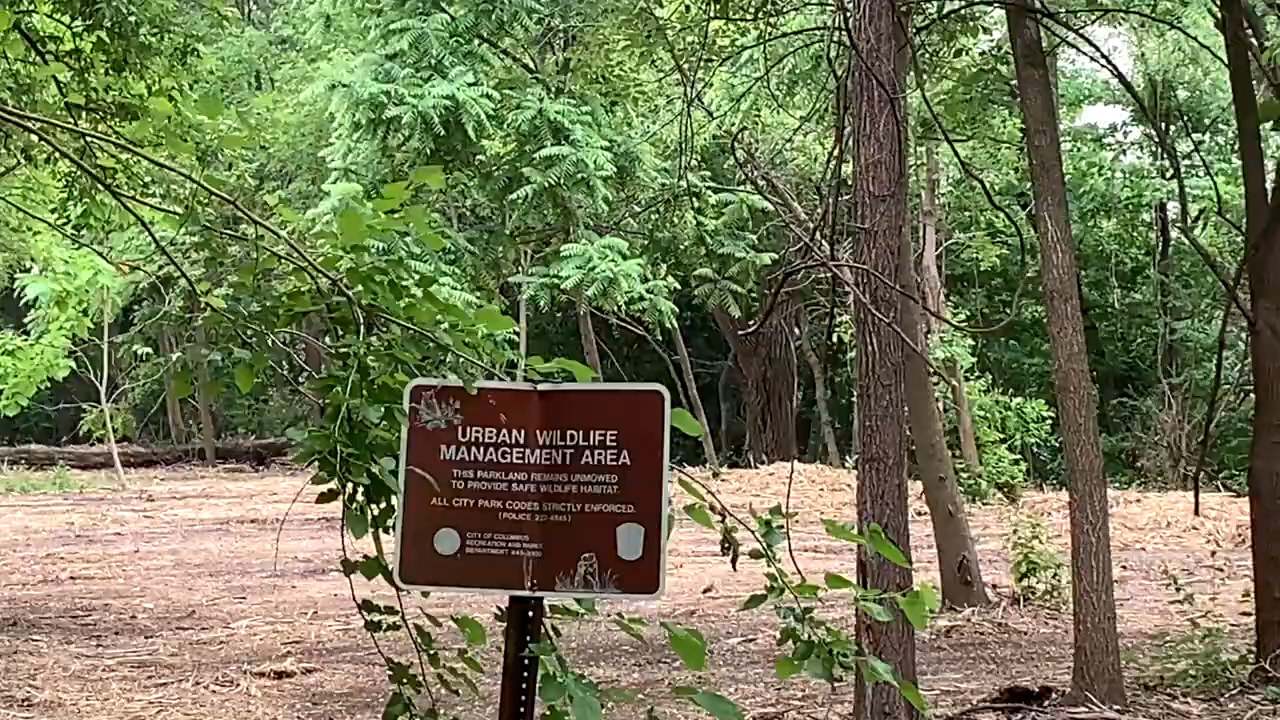 URBAN WILDLIFE
MANAGEMENT AREA
THIS PARKLAND REMAINS UNMOWED
TO PROVIDE SAFE WILDLIFE HABITAT.
ALL CITY PARK CODES STRICTLY ENFORCED.
(POLICE
CITY OF COLUMBUS
RECREATION AND PARKS
DEPARTMENT